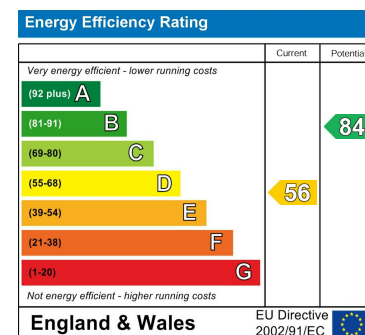 Energy Efficiency Rating
Current Potential
Very energy efficient - lower running costs
(92 plus) A
(81-91) B
84
(69-80) C
(55-68) D
56
(39-54) E
(21-38) F
(1-20) G
Not energy efficient - higher running costs
England & Wales
EU Directive
2002/91/EC